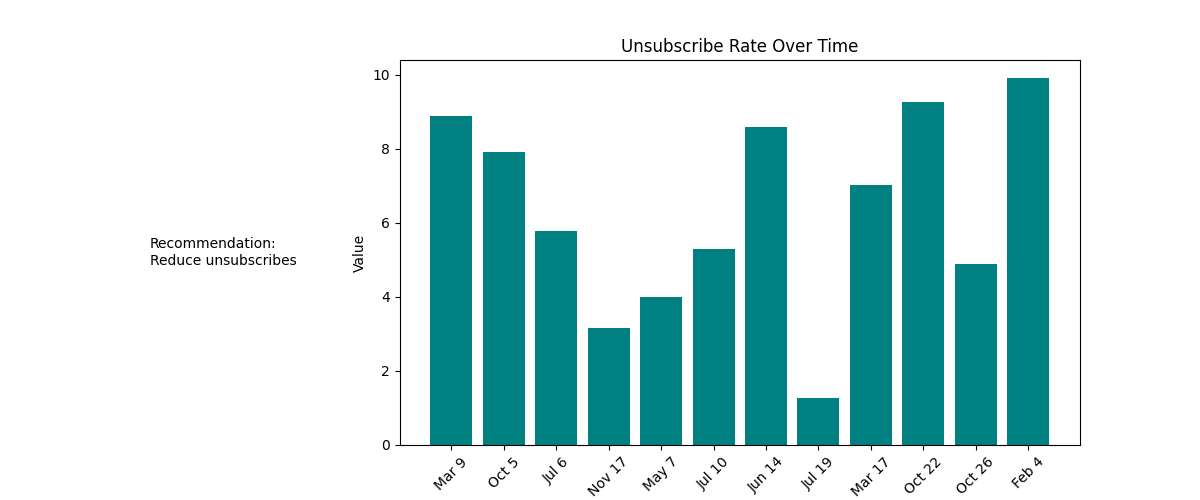 Unsubscribe Rate Over Time
Recommendation:
Reduce unsubscribes
Value
10
8
6
4
2
0
Mar 9
Oct 5
Jul 6
Nov 17
May 7
Jul 10
Jun 14
Jul 19
Mar 17
Oct 22
Oct 26
Feb 4